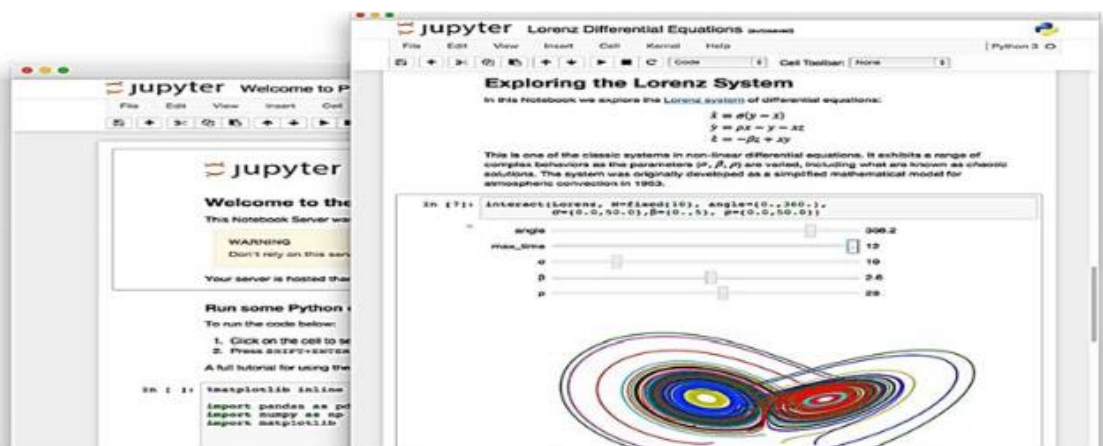 jupyter Welcome to P
File Edit View Insert Cell
jupyter
Welcome to the
This Notebook Server was
WARNING
Don't rely on this serv
Your server is hosted than
Run some Python
To run the code below:
1. Click on the cell to se
2. Press SHIFT+ENTER
A full tutorial for using the
In [ ]: %matplotlib inline
import pandas as pd
import numpy as np
import matplotlib
jupyter Lorenz Differential Equations (autosaved)
File Edit View Insert Cell Kernel Help Python 3
Code Cell Toolbar: None
Exploring the Lorenz System
In this Notebook we explore the Lorenz system of differential equations:
ẋ = σ(y − x)
ẏ = ρx − y − xz
ż = −βz + xy
This is one of the classic systems in non-linear differential equations. It exhibits a range of
complex behaviors as the parameters (σ, β, ρ) are varied, including what are known as chaotic
solutions. The system was originally developed as a simplified mathematical model for
atmospheric convection in 1963.
In [7]: interact(Lorenz, N=fixed(10), angle=(0.,360.),
σ=(0.0,50.0),β=(0.,5), ρ=(0.0,50.0))
angle 308.2
max_time 12
σ 10
β 2.6
ρ 28